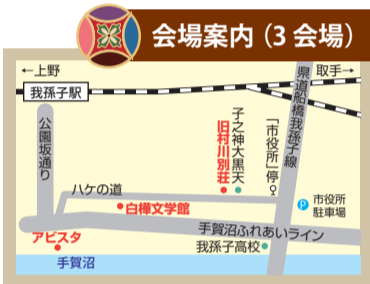 会場案内（3会場）
←上野
取手→
我孫子駅
県道船橋我孫子線
公園坂通り
子之神大黒天
旧村川別荘
「市役所」停
ハケの道
白樺文学館
P
市役所
駐車場
手賀沼ふれあいライン
アビスタ
我孫子高校
手賀沼